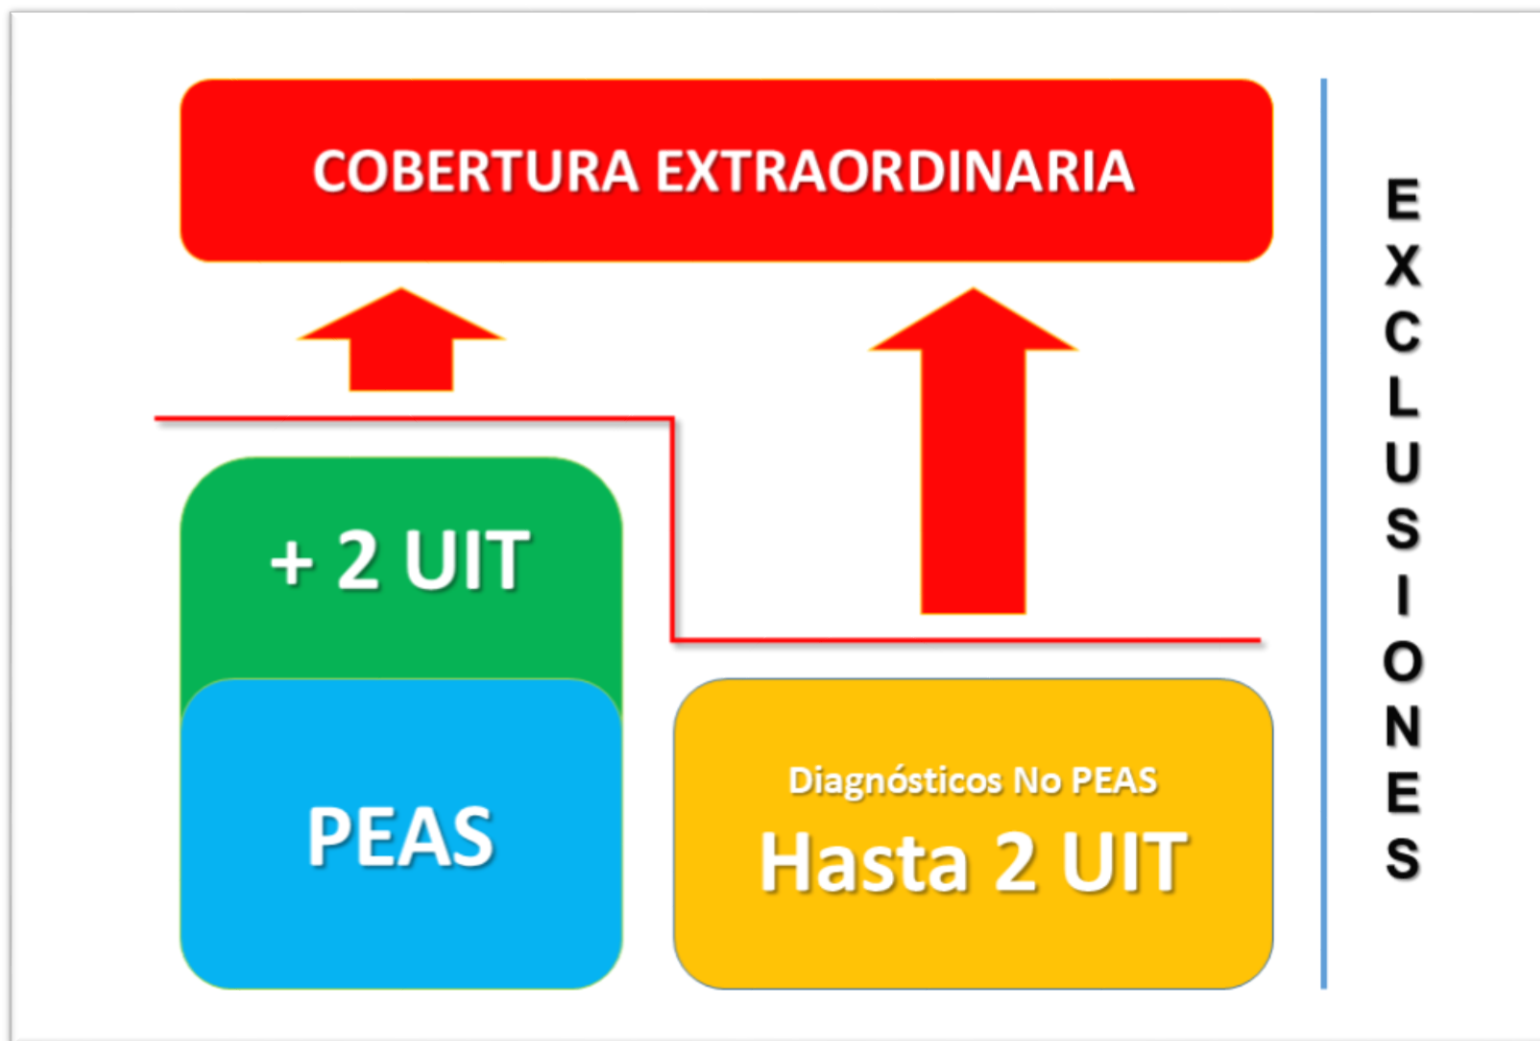 COBERTURA EXTRAORDINARIA
+ 2 UIT
PEAS
Diagnósticos No PEAS
Hasta 2 UIT
EXCLUSIONES